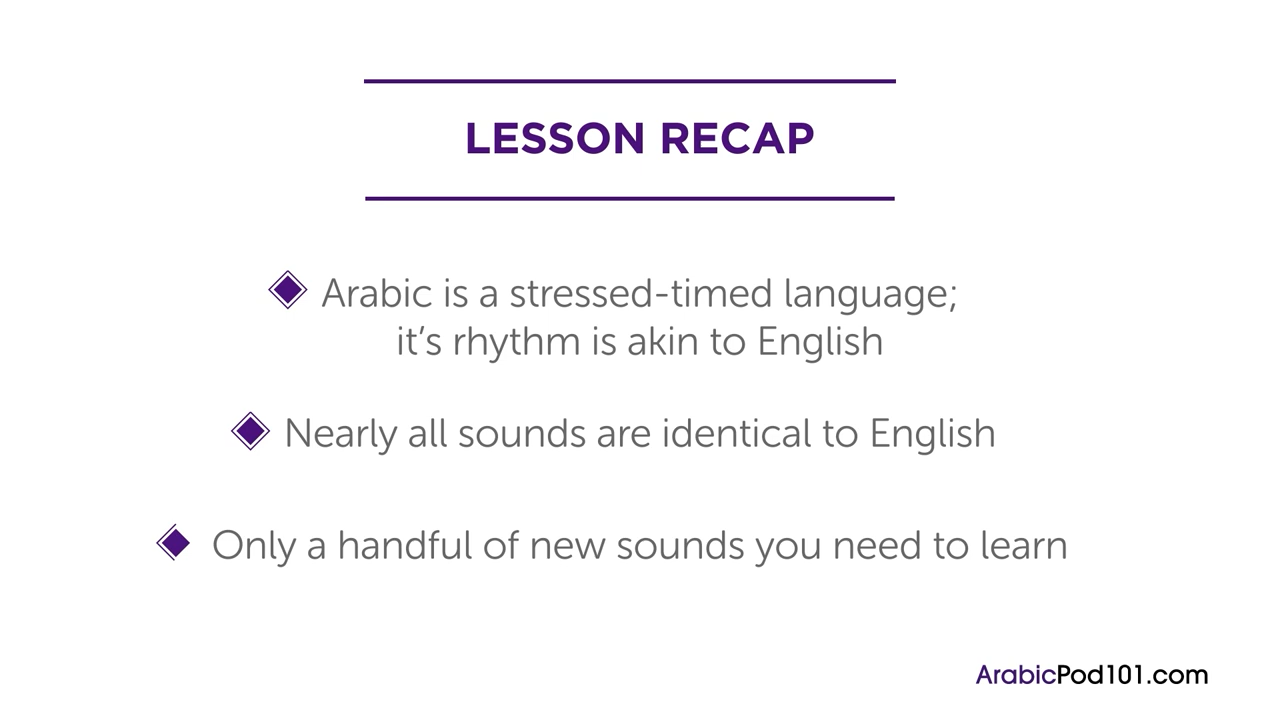 LESSON RECAP
Arabic is a stressed-timed language;
it’s rhythm is akin to English
Nearly all sounds are identical to English
Only a handful of new sounds you need to learn
ArabicPod101.com